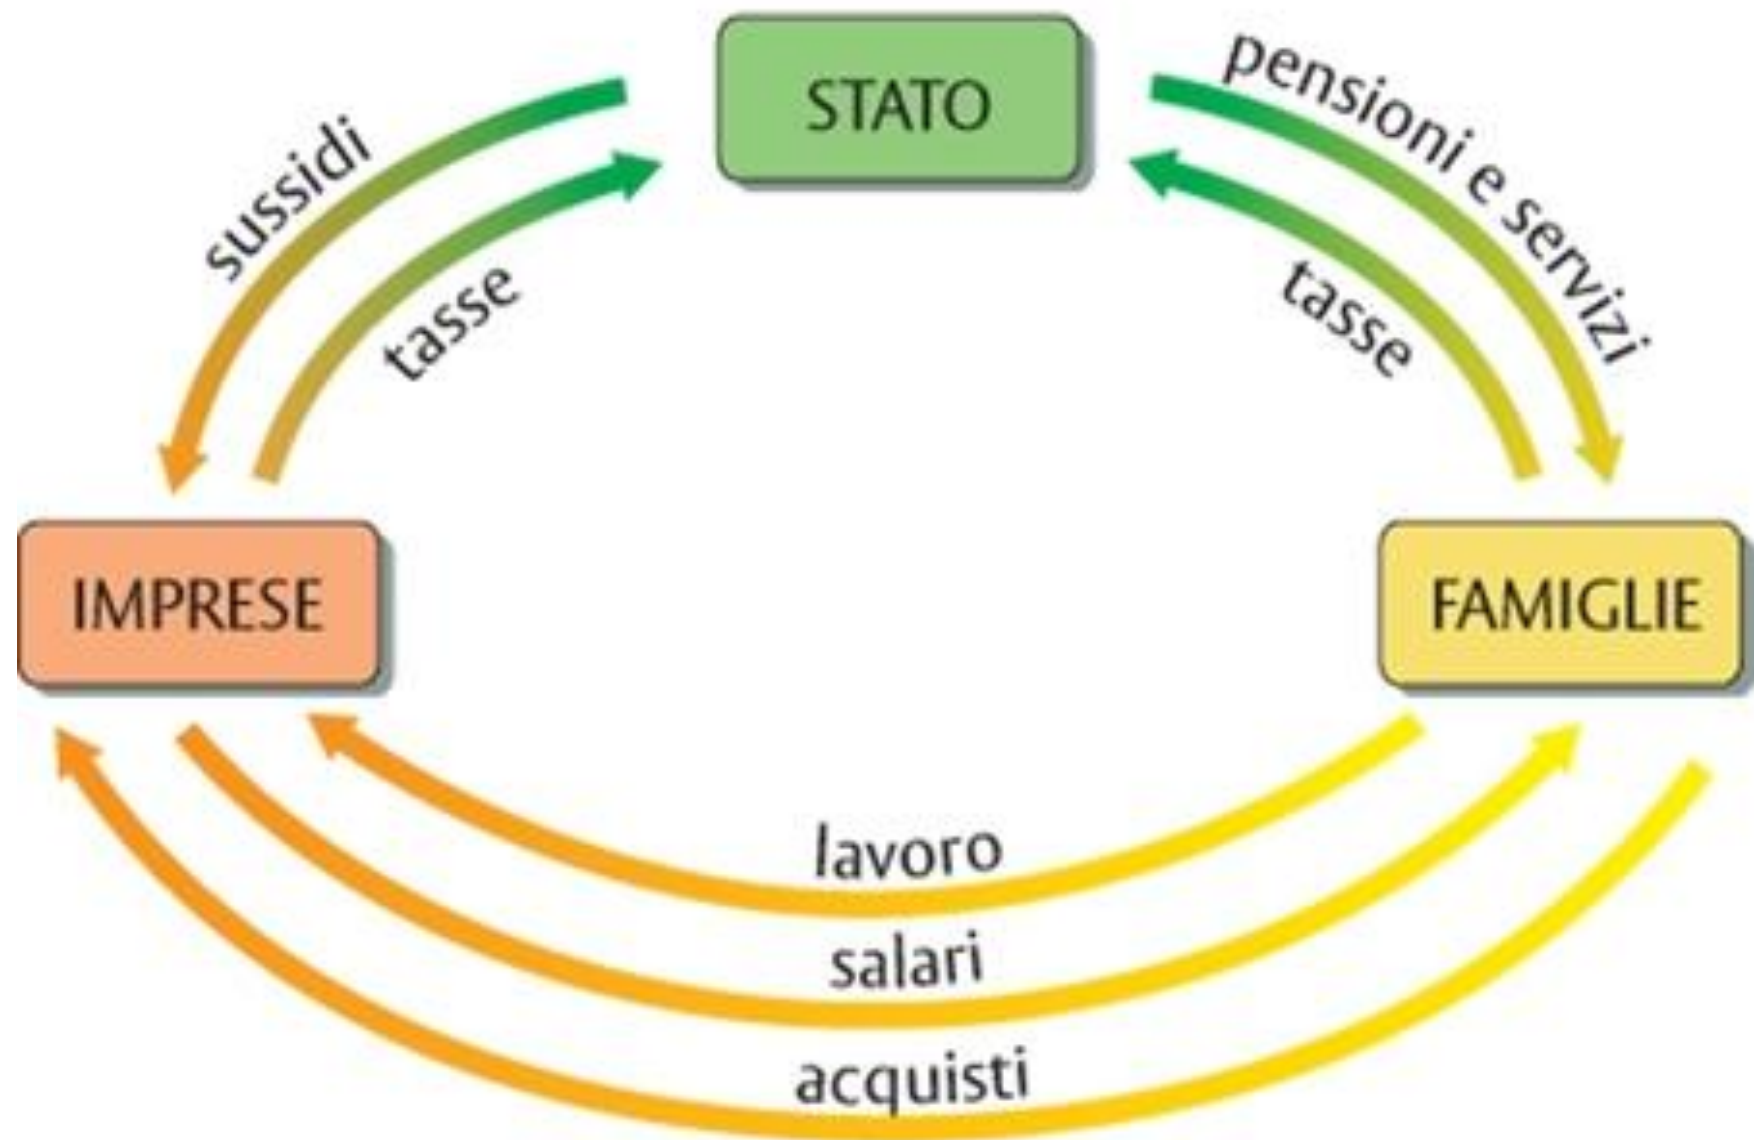 STATO
pensioni e servizi
sussidi
tasse
tasse
IMPRESE
FAMIGLIE
lavoro
salari
acquisti